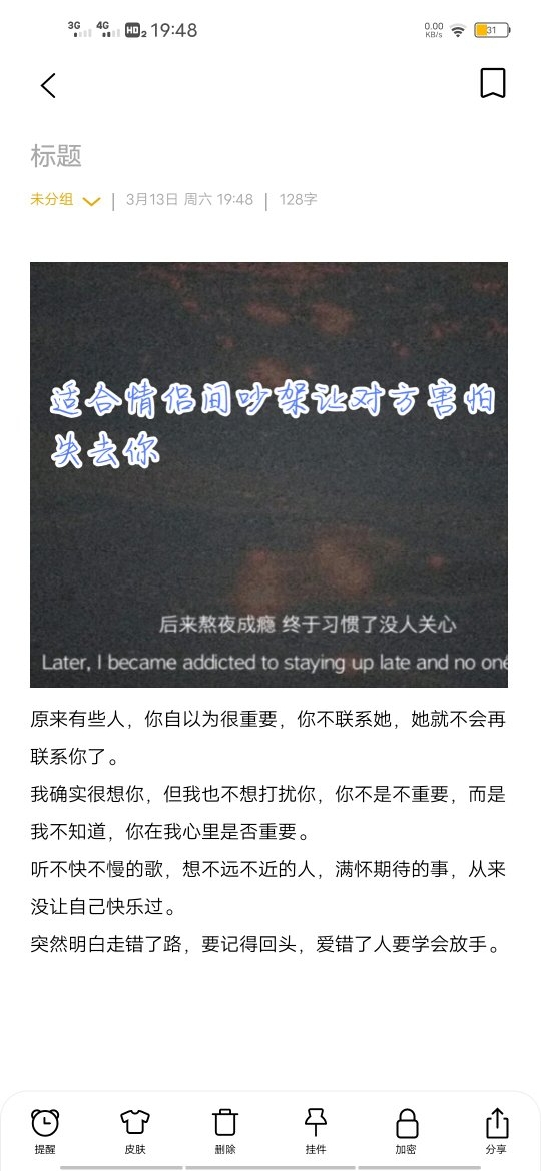 3G 4G HD 2 19:48 0.00 KB/s 31
标题
未分组 | 3月13日 周六 19:48 | 128字
适合情侣间吵架让对方害怕
失去你
后来熬夜成瘾 终于习惯了没人关心
Later, I became addicted to staying up late and no one
原来有些人，你自以为很重要，你不联系她，她就不会再
联系你了。
我确实很想你，但我也不想打扰你，你不是不重要，而是
我不知道，你在我心里是否重要。
听不快不慢的歌，想不远不近的人，满怀期待的事，从来
没让自己快乐过。
突然明白走错了路，要记得回头，爱错了人要学会放手。
提醒 皮肤 删除 挂件 加密 分享